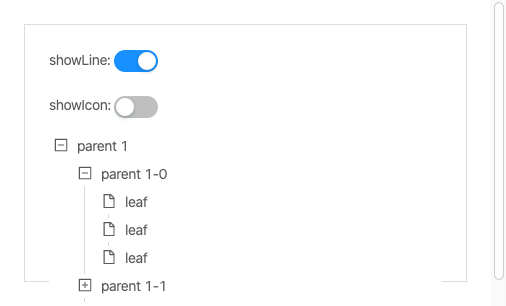 showLine:
showIcon:
parent 1
parent 1-0
leaf
leaf
leaf
parent 1-1